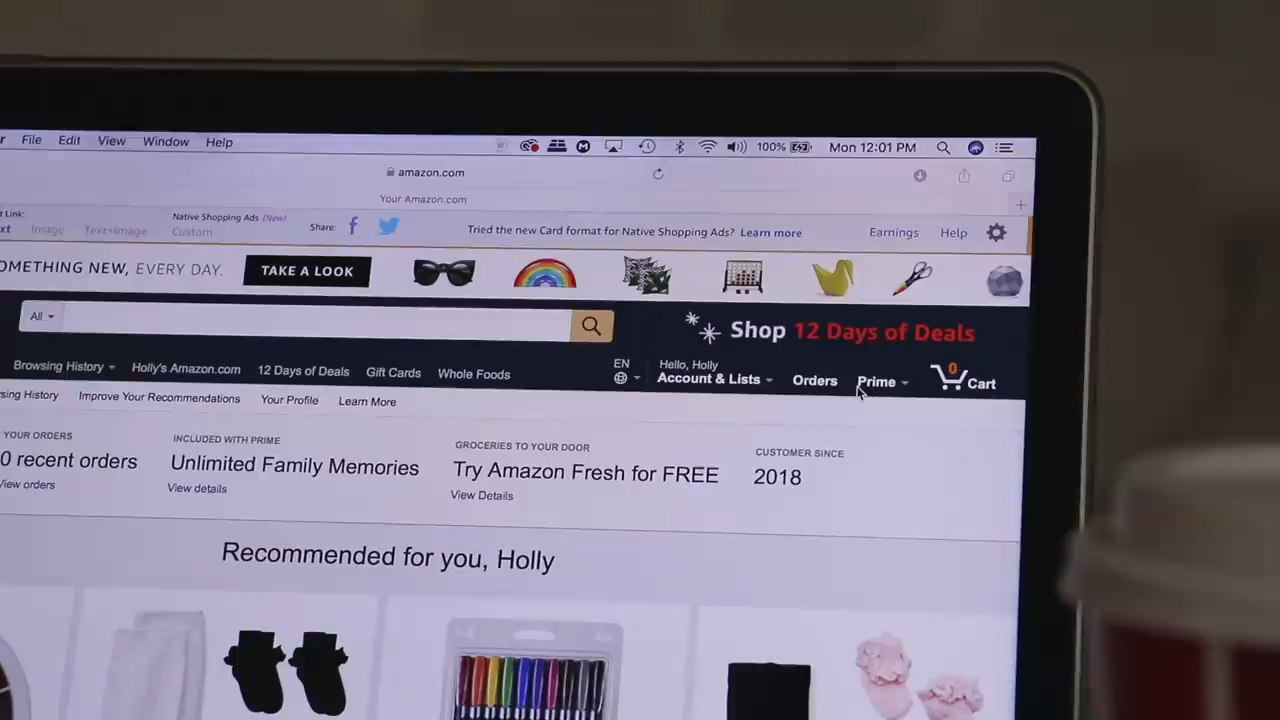 File Edit View Window Help 100% Mon 12:01 PM
amazon.com
Your Amazon.com
Link: Native Shopping Ads (New) Share:
Image Text+Image Custom Tried the new Card format for Native Shopping Ads? Learn more Earnings Help
OMETHING NEW, EVERY DAY. TAKE A LOOK
All Shop 12 Days of Deals
Browsing History Holly's Amazon.com 12 Days of Deals Gift Cards Whole Foods EN Hello, Holly Account & Lists Orders Prime 0 Cart
sing History Improve Your Recommendations Your Profile Learn More
YOUR ORDERS INCLUDED WITH PRIME GROCERIES TO YOUR DOOR CUSTOMER SINCE
0 recent orders Unlimited Family Memories Try Amazon Fresh for FREE 2018
View orders View details View Details
Recommended for you, Holly